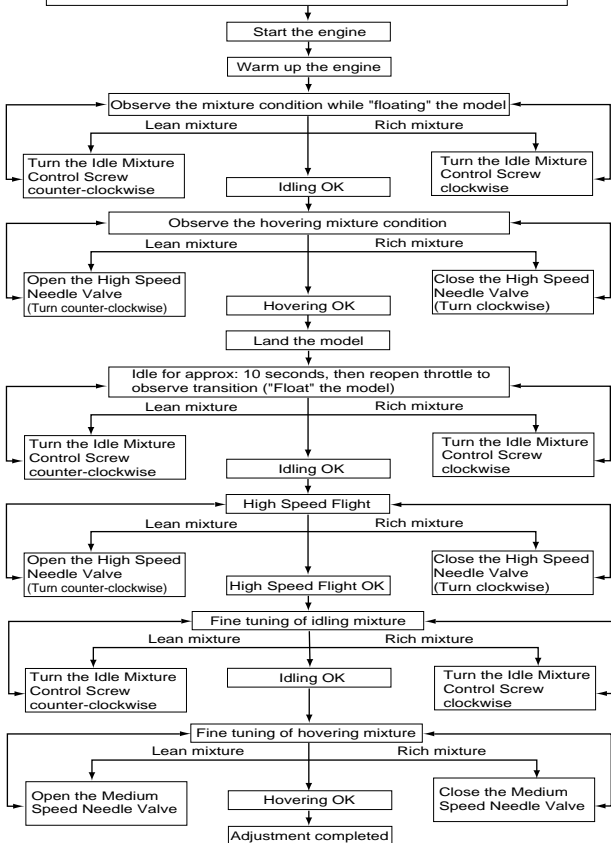 Start the engine
Warm up the engine
Observe the mixture condition while "floating" the model
Lean mixture
Rich mixture
Turn the Idle Mixture
Control Screw
counter-clockwise
Turn the Idle Mixture
Control Screw
clockwise
Idling OK
Observe the hovering mixture condition
Lean mixture
Rich mixture
Open the High Speed
Needle Valve
(Turn counter-clockwise)
Close the High Speed
Needle Valve
(Turn clockwise)
Hovering OK
Land the model
Idle for approx: 10 seconds, then reopen throttle to
observe transition ("Float" the model)
Lean mixture
Rich mixture
Turn the Idle Mixture
Control Screw
counter-clockwise
Turn the Idle Mixture
Control Screw
clockwise
Idling OK
High Speed Flight
Lean mixture
Rich mixture
Open the High Speed
Needle Valve
(Turn counter-clockwise)
Close the High Speed
Needle Valve
(Turn clockwise)
High Speed Flight OK
Fine tuning of idling mixture
Lean mixture
Rich mixture
Turn the Idle Mixture
Control Screw
counter-clockwise
Turn the Idle Mixture
Control Screw
clockwise
Idling OK
Fine tuning of hovering mixture
Lean mixture
Rich mixture
Open the Medium
Speed Needle Valve
Close the Medium
Speed Needle Valve
Hovering OK
Adjustment completed